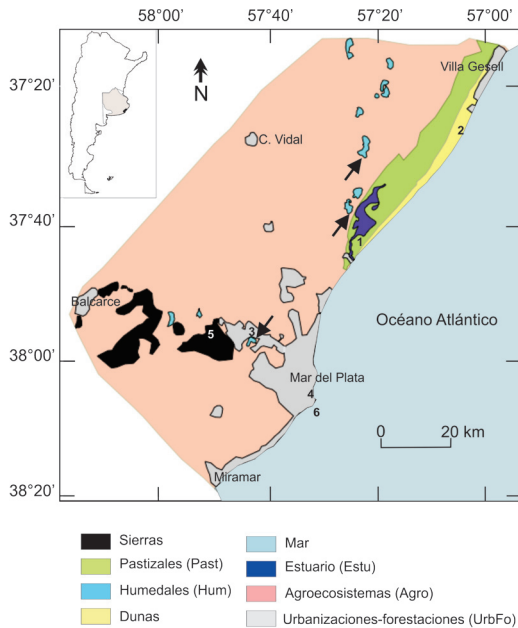 58°00' 57°40' 57°20' 57°00'
37°20'
37°40'
38°00'
38°20'
N
Villa Gesell
2
C. Vidal
1
Balcarce
5
3
Océano Atlántico
Mar del Plata
4
6
0 20 km
Miramar
Sierras
Pastizales (Past)
Humedales (Hum)
Dunas
Mar
Estuario (Estu)
Agroecosistemas (Agro)
Urbanizaciones-forestaciones (UrbFo)